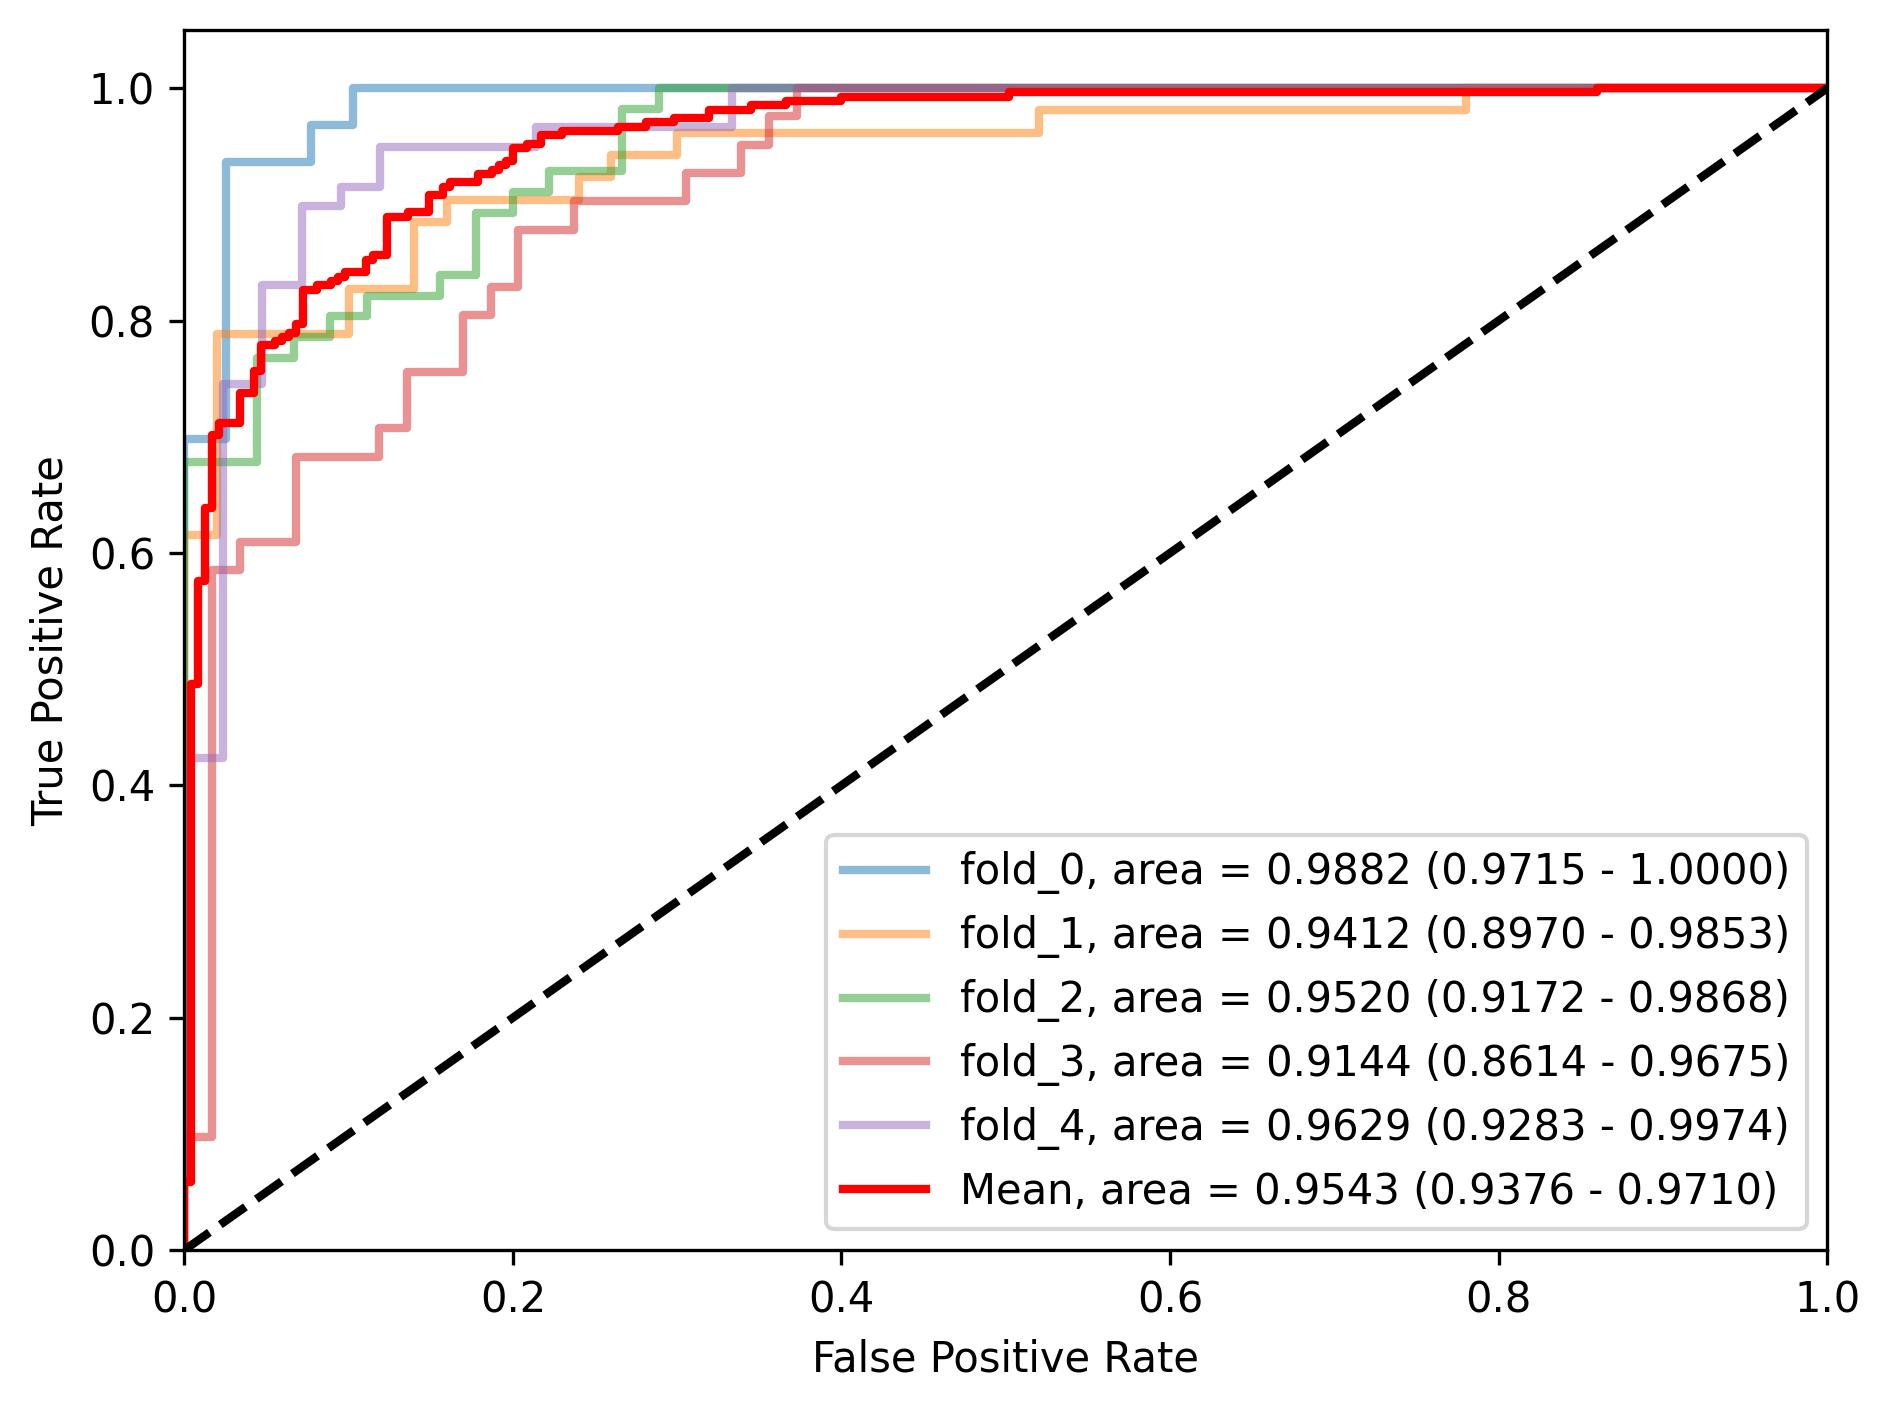 1.0
0.8
0.6
0.4
0.2
0.0
True Positive Rate
0.0 0.2 0.4 0.6 0.8 1.0
False Positive Rate
fold_0, area = 0.9882 (0.9715 - 1.0000)
fold_1, area = 0.9412 (0.8970 - 0.9853)
fold_2, area = 0.9520 (0.9172 - 0.9868)
fold_3, area = 0.9144 (0.8614 - 0.9675)
fold_4, area = 0.9629 (0.9283 - 0.9974)
Mean, area = 0.9543 (0.9376 - 0.9710)